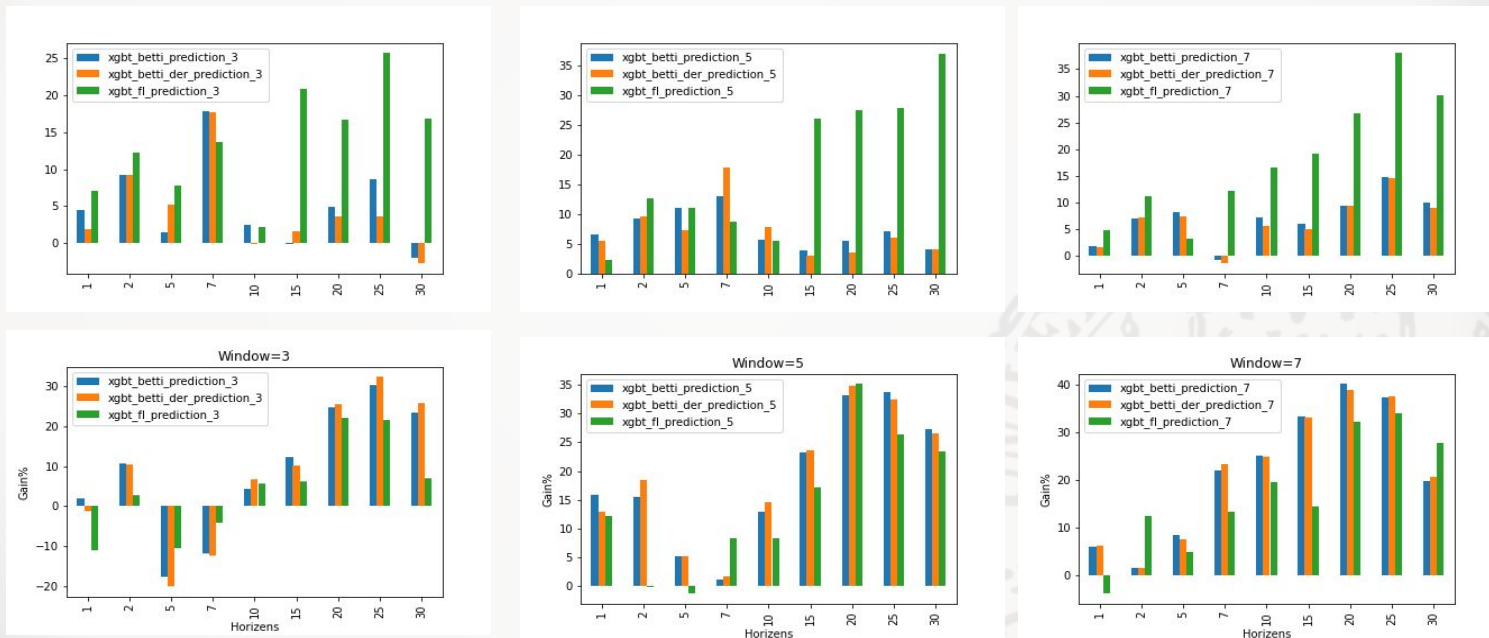 xgbt_betti_prediction_3
xgbt_betti_der_prediction_3
xgbt_fl_prediction_3
25
20
15
10
5
0
1 2 5 7 10 15 20 25 30
xgbt_betti_prediction_5
xgbt_betti_der_prediction_5
xgbt_fl_prediction_5
35
30
25
20
15
10
5
0
1 2 5 7 10 15 20 25 30
xgbt_betti_prediction_7
xgbt_betti_der_prediction_7
xgbt_fl_prediction_7
35
30
25
20
15
10
5
0
1 2 5 7 10 15 20 25 30
Window=3
xgbt_betti_prediction_3
xgbt_betti_der_prediction_3
xgbt_fl_prediction_3
Gain%
30
20
10
0
−10
−20
1 2 5 7 10 15 20 25 30
Horizens
Window=5
xgbt_betti_prediction_5
xgbt_betti_der_prediction_5
xgbt_fl_prediction_5
Gain%
35
30
25
20
15
10
5
0
1 2 5 7 10 15 20 25 30
Horizens
Window=7
xgbt_betti_prediction_7
xgbt_betti_der_prediction_7
xgbt_fl_prediction_7
Gain%
40
30
20
10
0
1 2 5 7 10 15 20 25 30
Horizens